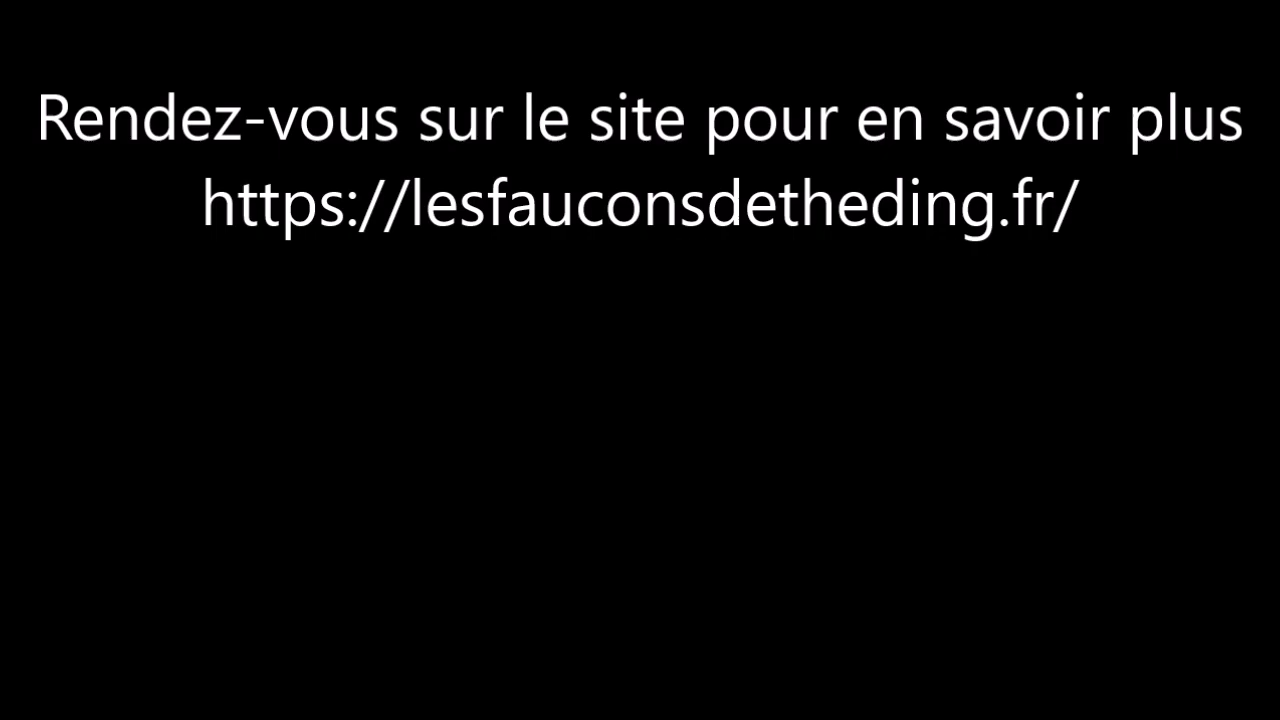 Rendez-vous sur le site pour en savoir plus
https://lesfauconsdetheding.fr/